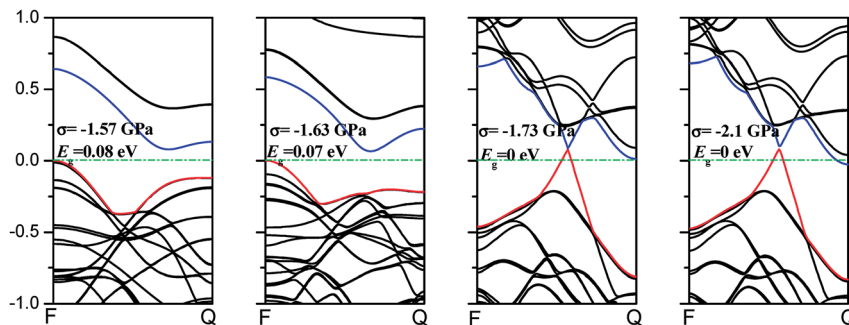 1.0
0.5
0.0
-0.5
-1.0
σ= -1.57 GPa
Eg=0.08 eV
F Q
σ= -1.63 GPa
Eg=0.07 eV
F Q
σ= -1.73 GPa
Eg=0 eV
F Q
σ= -2.1 GPa
Eg=0 eV
F Q